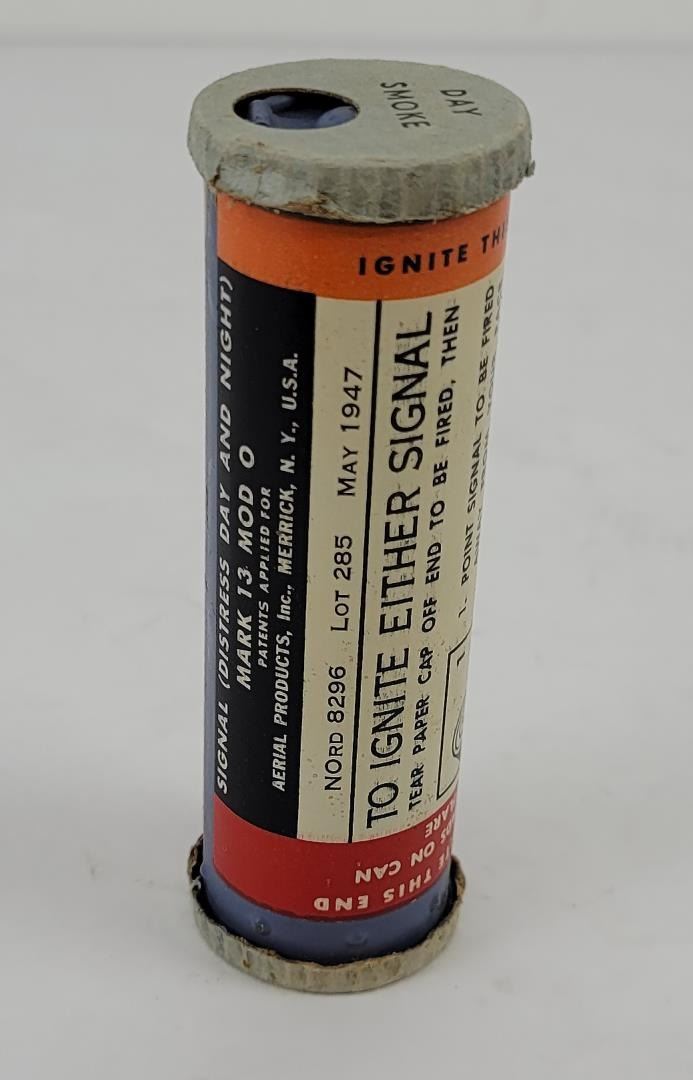 DAY
SMOKE
IGNITE
SIGNAL (DISTRESS DAY AND NIGHT)
MARK 13 MOD 0
PATENTS APPLIED FOR
AERIAL PRODUCTS, Inc., MERRICK, N. Y., U.S.A.
NORD 8296 LOT 285 MAY 1947
TO IGNITE EITHER SIGNAL
TEAR PAPER CAP OFF END TO BE FIRED, THEN
1. POINT SIGNAL TO BE FIRED
1
THIS END
ON CAN